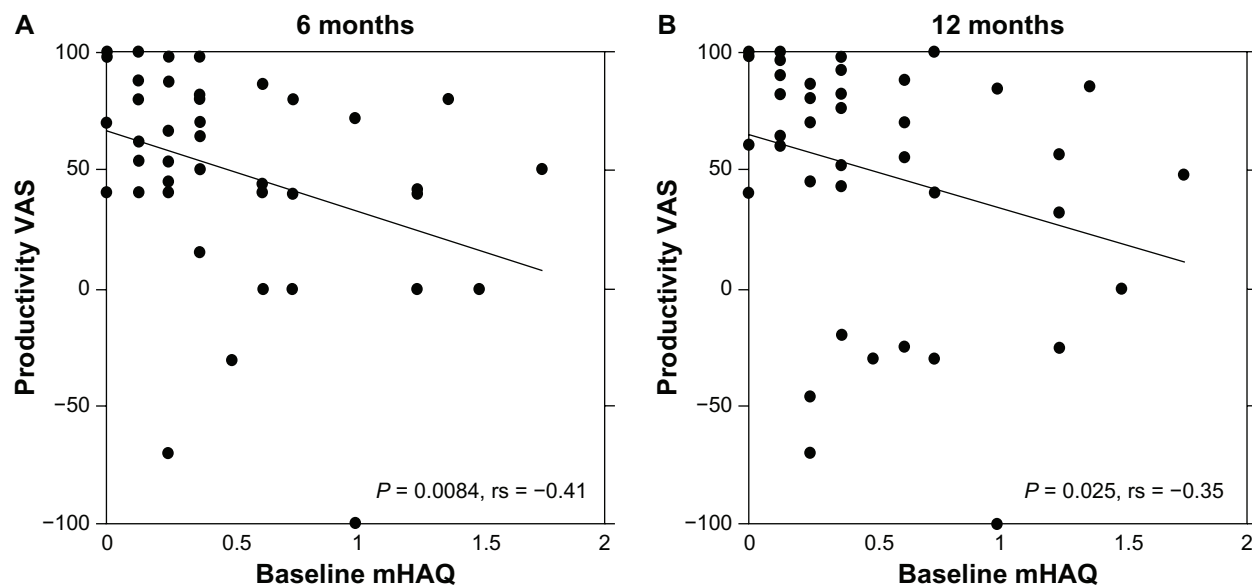 A
6 months
100
50
0
−50
−100
Productivity VAS
P = 0.0084, rs = −0.41
0
0.5
1
1.5
2
Baseline mHAQ
B
12 months
100
50
0
−50
−100
Productivity VAS
P = 0.025, rs = −0.35
0
0.5
1
1.5
2
Baseline mHAQ